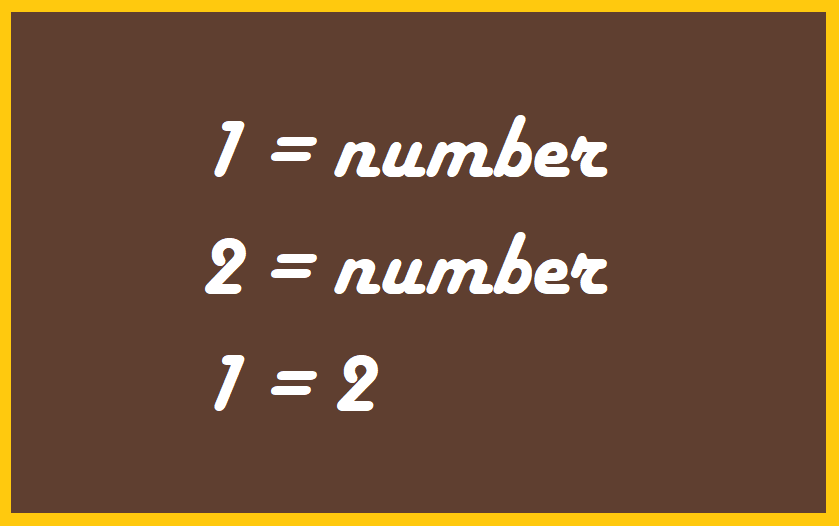 1 = number
2 = number
1 = 2